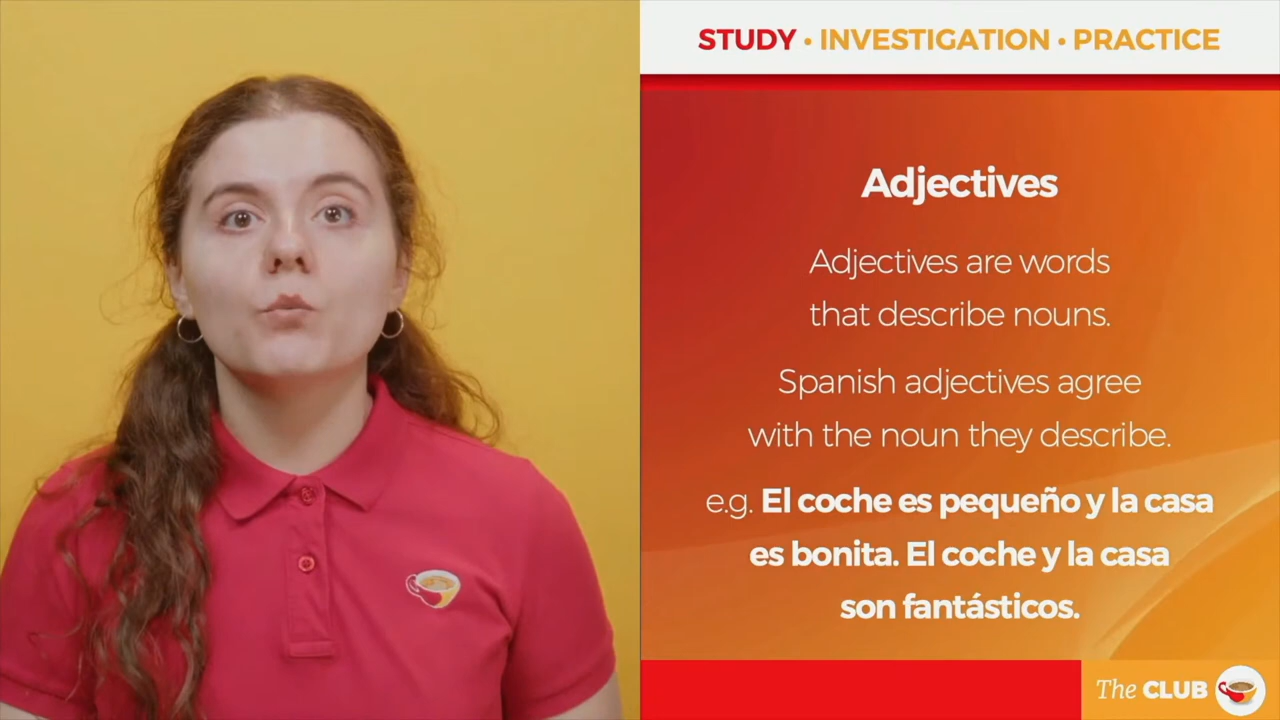 STUDY • INVESTIGATION • PRACTICE
Adjectives
Adjectives are words
that describe nouns.
Spanish adjectives agree
with the noun they describe.
e.g. El coche es pequeño y la casa
es bonita. El coche y la casa
son fantásticos.
The CLUB